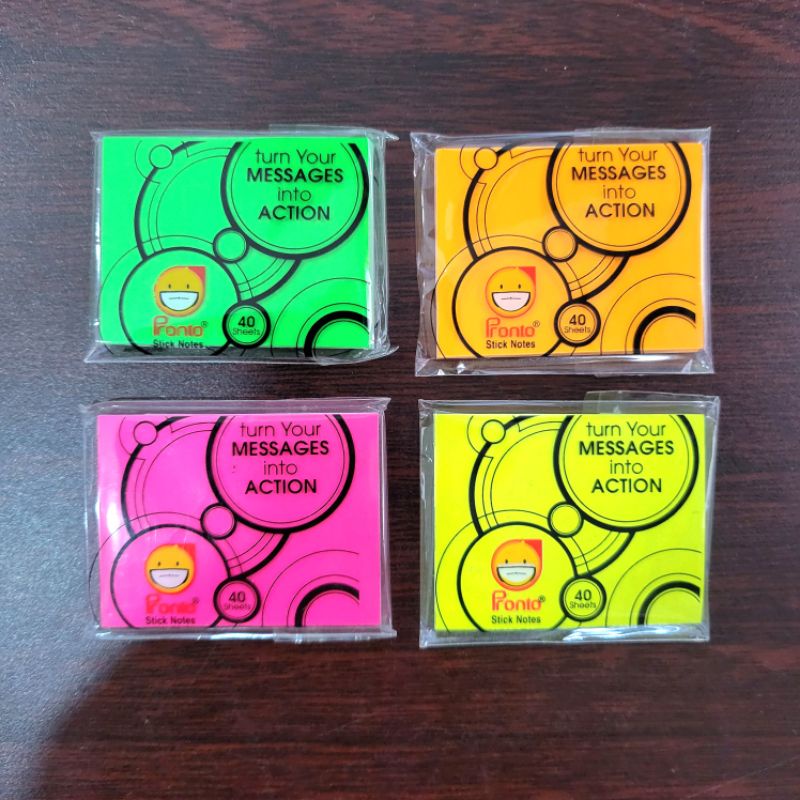 turn Your
MESSAGES
into
ACTION
Pronto®
Stick Notes
40
Sheets
turn Your
MESSAGES
into
ACTION
Pronto®
Stick Notes
40
Sheets
turn Your
MESSAGES
into
ACTION
Pronto®
Stick Notes
40
Sheets
turn Your
MESSAGES
into
ACTION
Pronto®
Stick Notes
40
Sheets